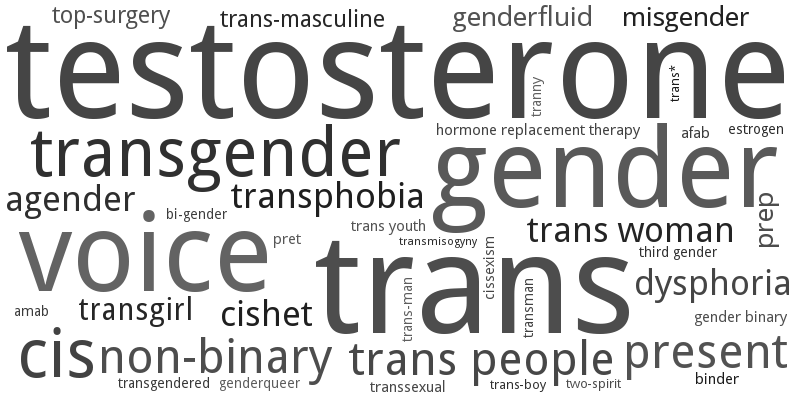 top-surgery
trans-masculine
genderfluid
misgender
testosterone
tranny
trans*
hormone replacement therapy
afab
estrogen
transgender
gender
agender
transphobia
bi-gender
prep
voice
pret
trans youth
transmisogyny
trans woman
third gender
trans
cissexism
dysphoria
amab
transgirl
cishet
trans-man
transman
gender binary
cis
non-binary
trans people
present
transgendered
genderqueer
transsexual
trans-boy
two-spirit
binder